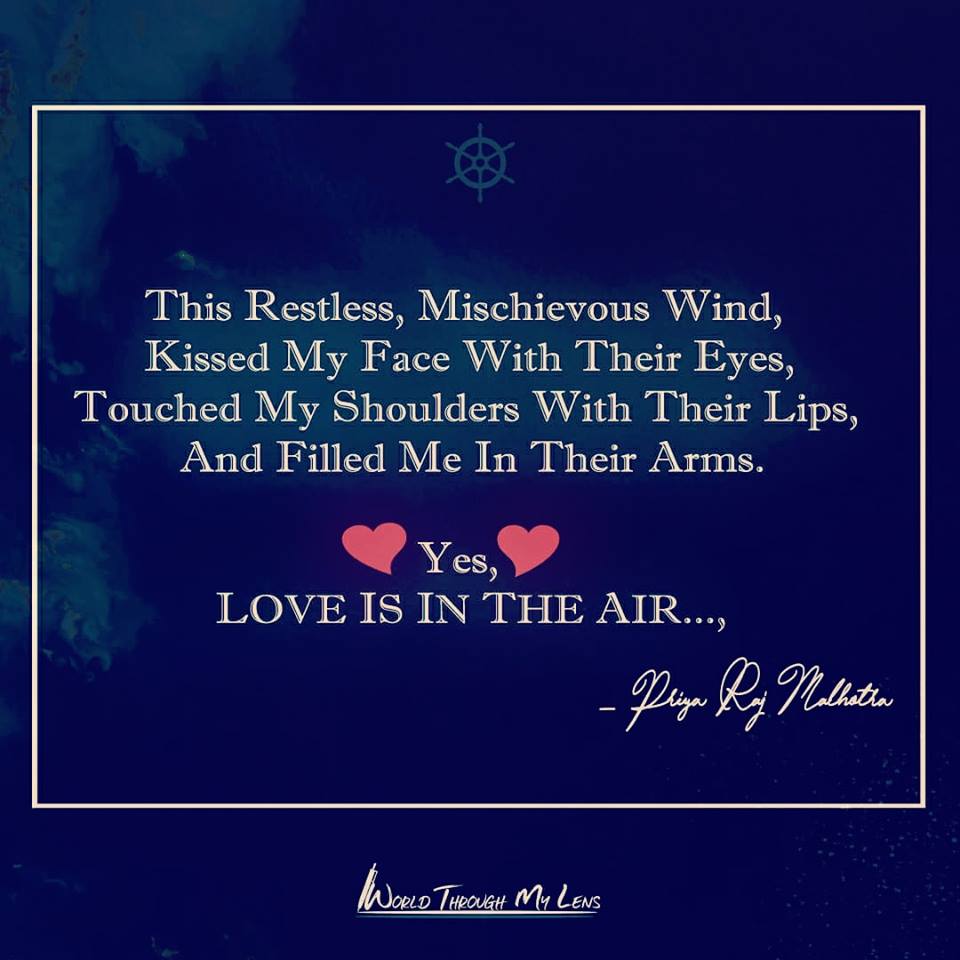 This Restless, Mischievous Wind,
Kissed My Face With Their Eyes,
Touched My Shoulders With Their Lips,
And Filled Me In Their Arms.
Yes,
LOVE IS IN THE AIR...,
_ Priya Raj Malhotra
World Through My Lens